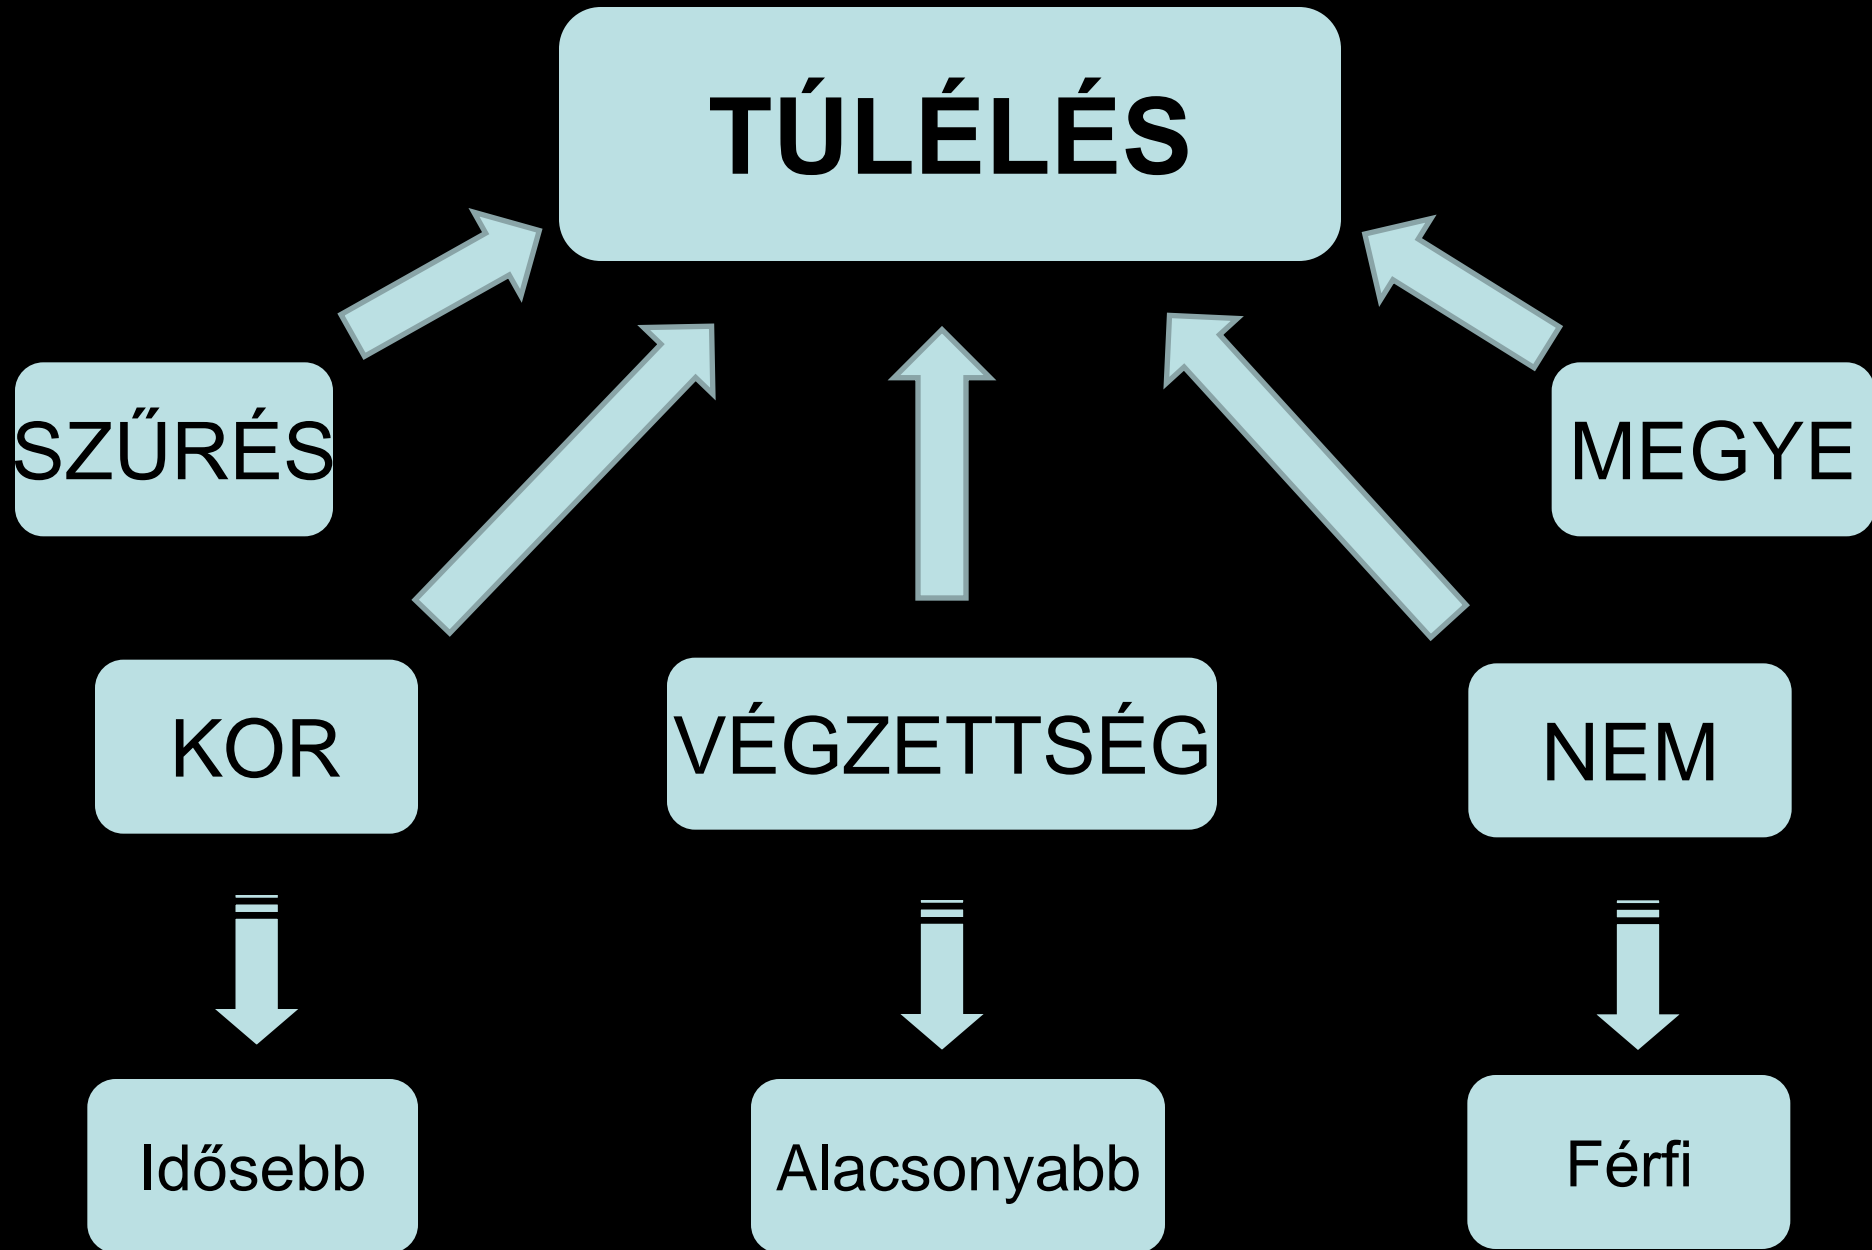 TÚLÉLÉS
SZŰRÉS
MEGYE
KOR
VÉGZETTSÉG
NEM
Idősebb
Alacsonyabb
Férfi